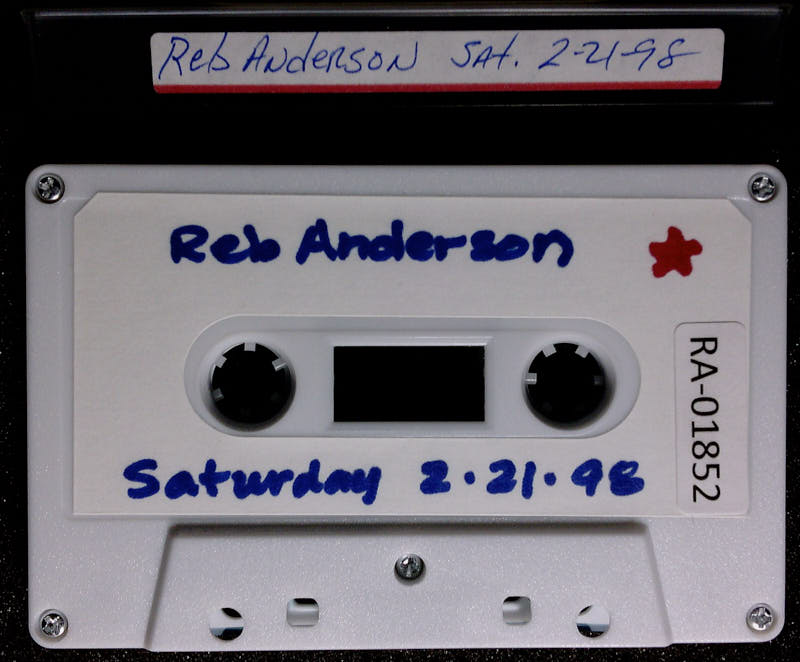 Reb Anderson Sat. 2-21-98
Reb Anderson
RA-01852
Saturday 2.21.98